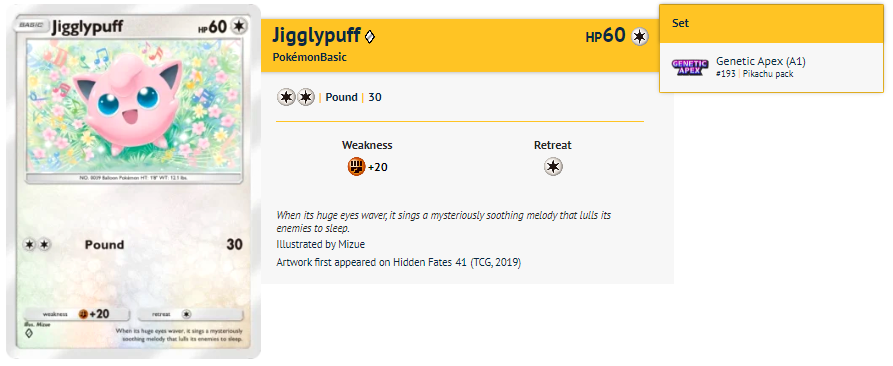 BASIC
Jigglypuff
HP60
NO. 0039 Balloon Pokémon HT: 1'8" WT: 12.1 lbs.
Pound 30
weakness +20 retreat
Illus. Mizue
When its huge eyes waver, it sings a mysteriously
soothing melody that lulls its enemies to sleep.
Jigglypuff
HP60
PokémonBasic
| Pound | 30
Weakness Retreat
+20
When its huge eyes waver, it sings a mysteriously soothing melody that lulls its
enemies to sleep.
Illustrated by Mizue
Artwork first appeared on Hidden Fates 41 (TCG, 2019)
Set
GENETIC
APEX
Genetic Apex (A1)
#193 | Pikachu pack